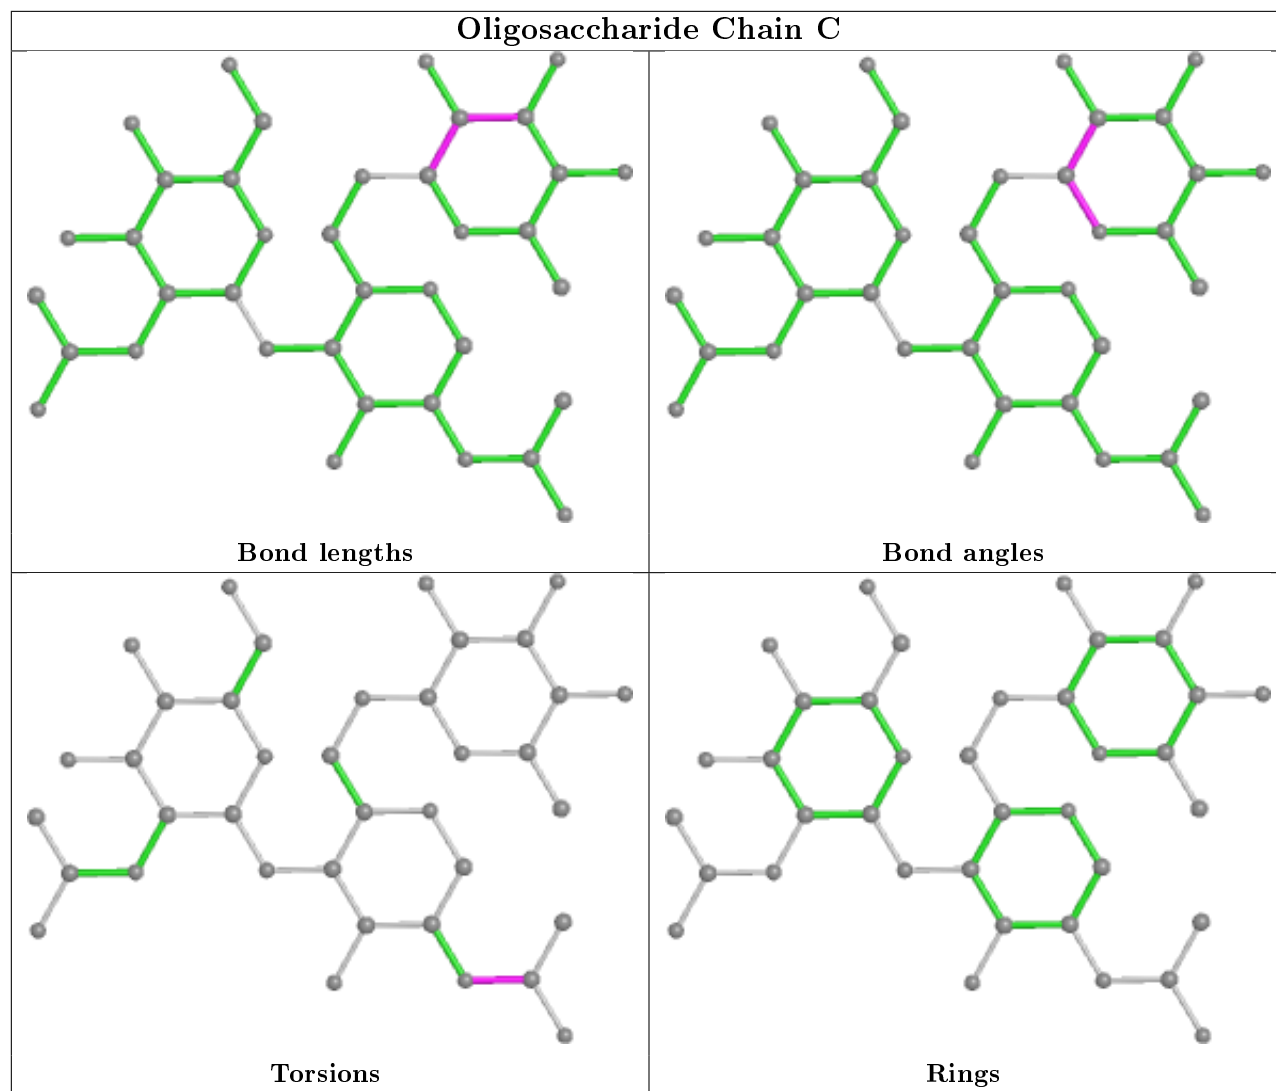 Oligosaccharide Chain C
Bond lengths
Bond angles
Torsions
Rings